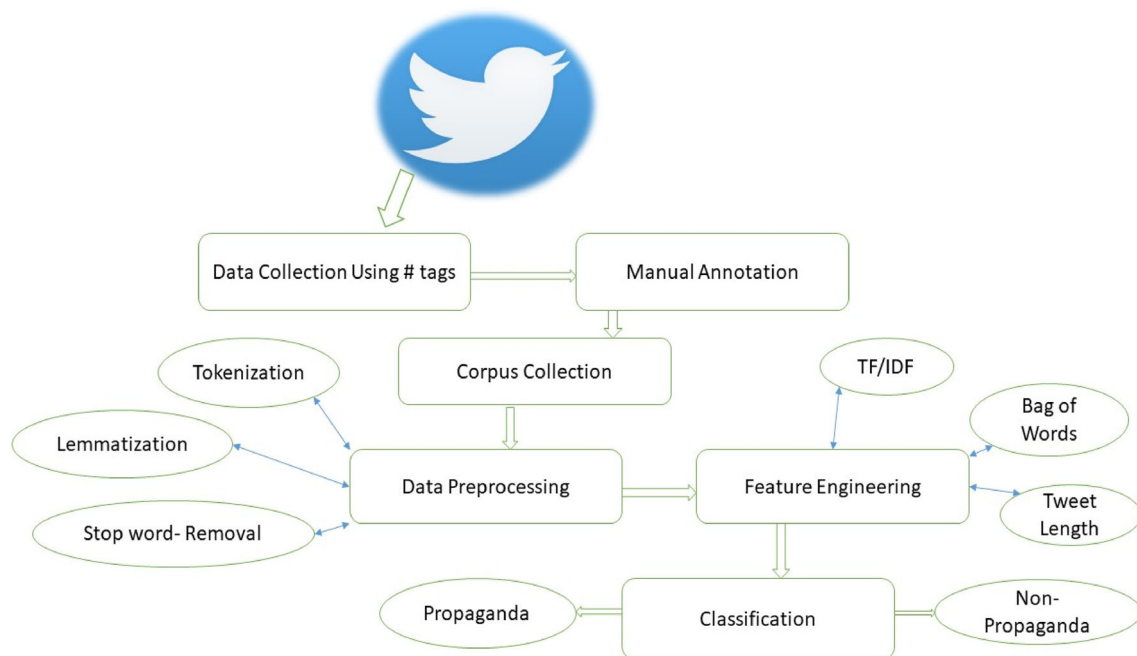 Data Collection Using # tags
Manual Annotation
Corpus Collection
Tokenization
TF/IDF
Bag of
Words
Lemmatization
Data Preprocessing
Feature Engineering
Tweet
Length
Stop word- Removal
Propaganda
Classification
Non-
Propaganda